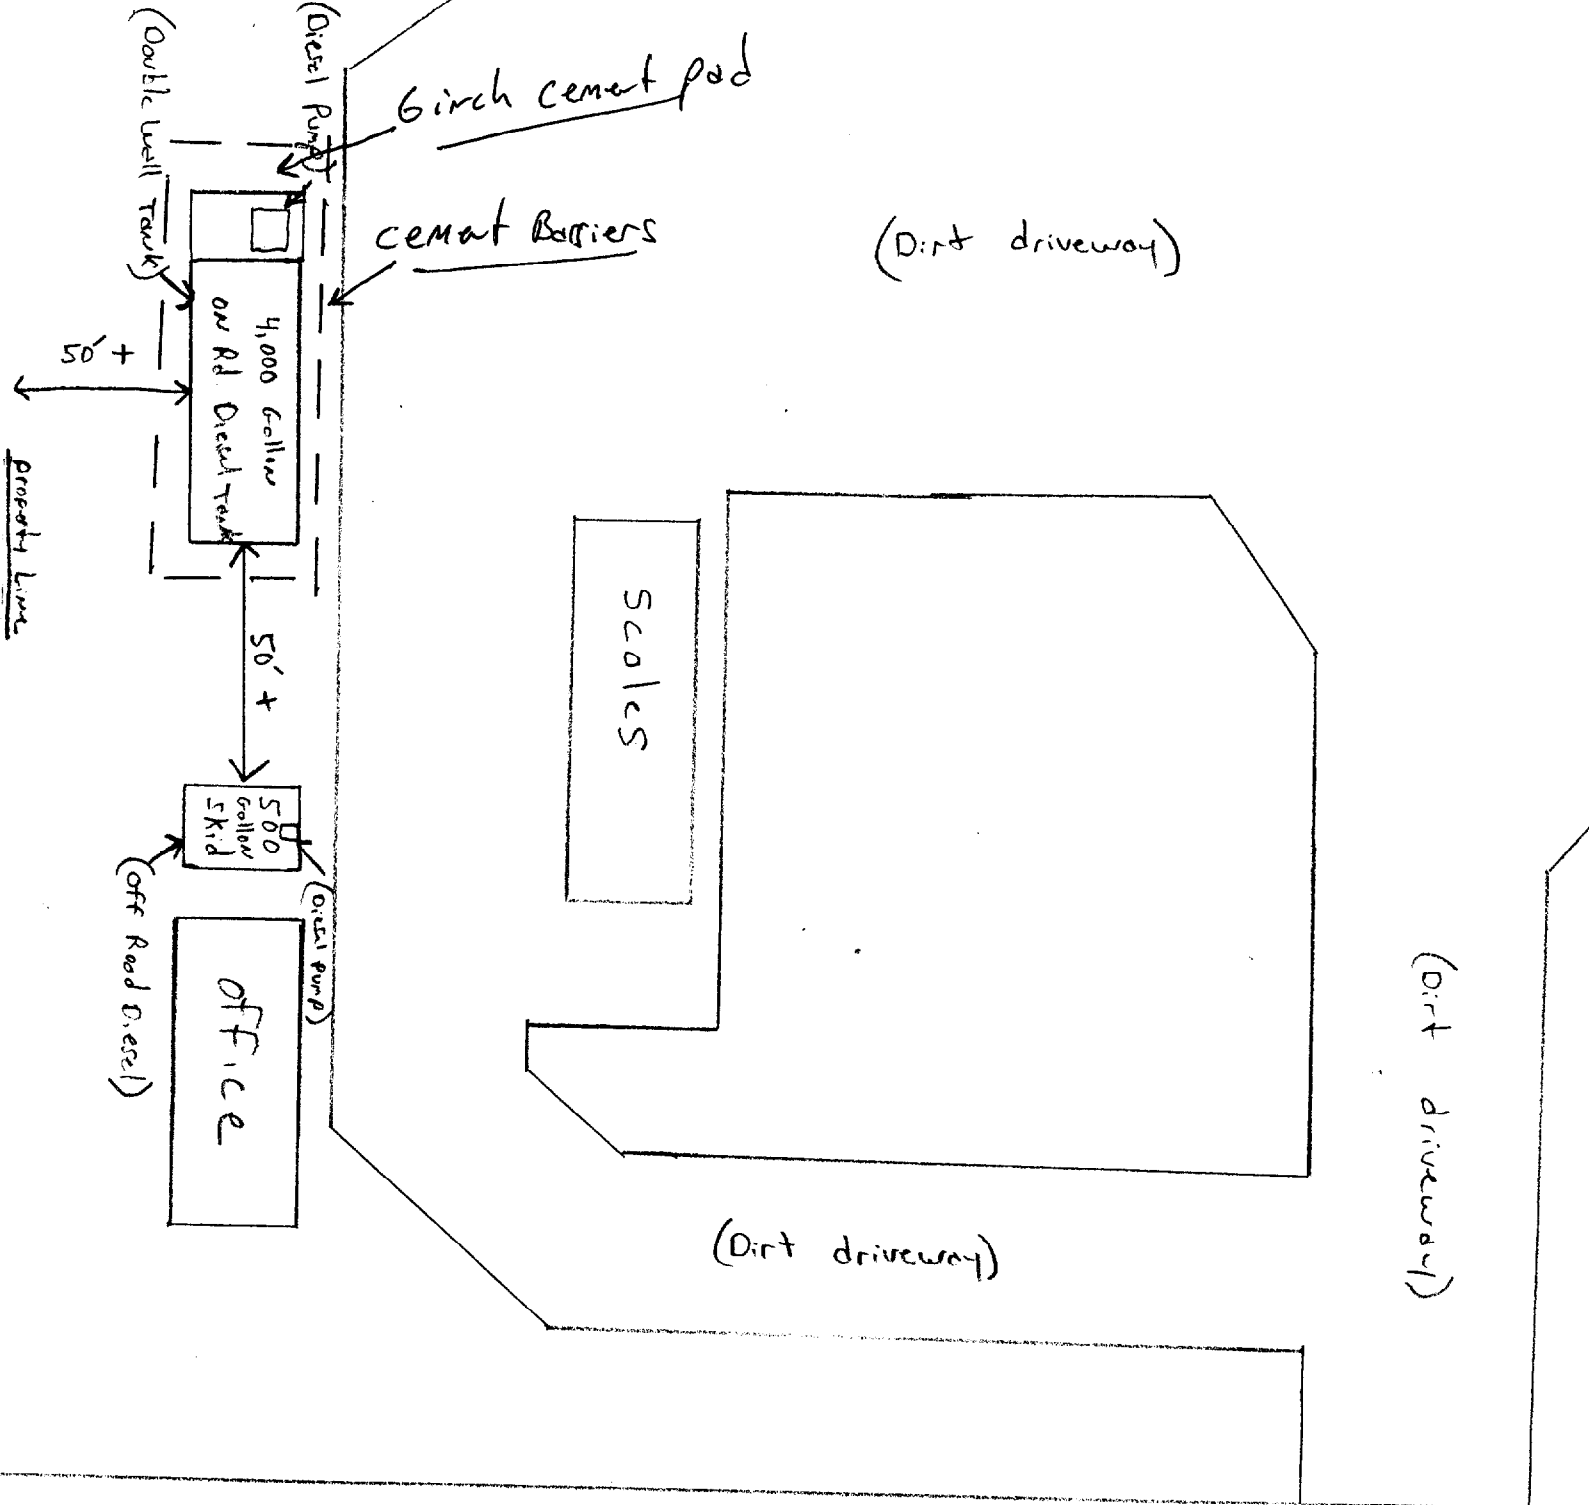 (Diesel Pump)
(Double Wall Tank)
6 inch cement pad
cement Barriers
(Dirt driveway)
4,000 Gallon
ON Rd. Diesel Tank
50' +
Property Line
50' +
Scales
500
Gallon
Skid
(Diesel Pump)
(off Road Diesel)
office
(Dirt driveway)
(Dirt driveway)